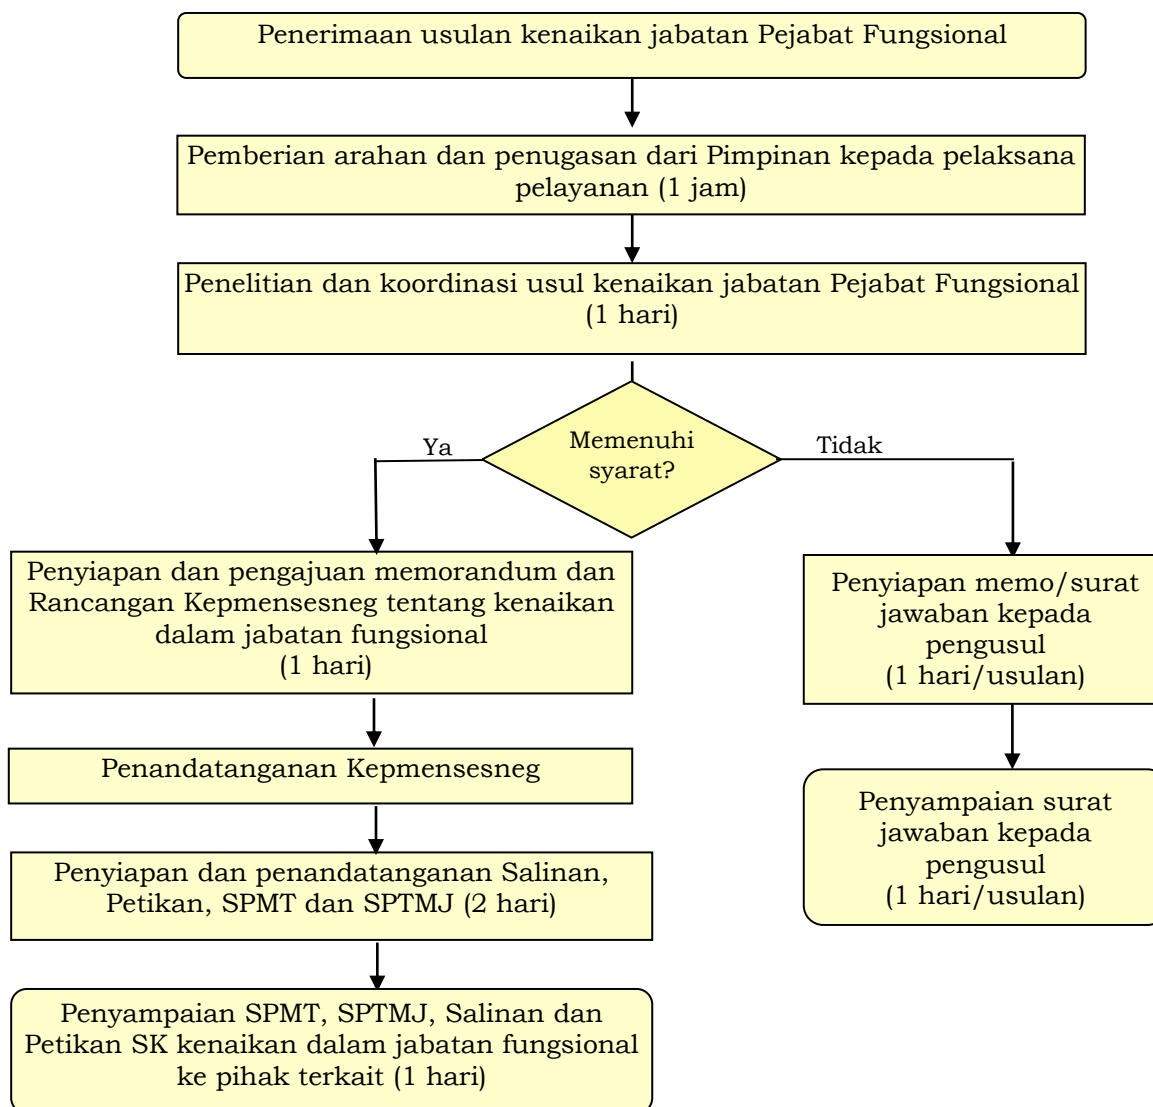 Penerimaan usulan kenaikan jabatan Pejabat Fungsional
Pemberian arahan dan penugasan dari Pimpinan kepada pelaksana
pelayanan (1 jam)
Penelitian dan koordinasi usul kenaikan jabatan Pejabat Fungsional
(1 hari)
Memenuhi
syarat?
Ya
Tidak
Penyiapan dan pengajuan memorandum dan
Rancangan Kepmensesneg tentang kenaikan
dalam jabatan fungsional
(1 hari)
Penandatanganan Kepmensesneg
Penyiapan dan penandatanganan Salinan,
Petikan, SPMT dan SPTMJ (2 hari)
Penyampaian SPMT, SPTMJ, Salinan dan
Petikan SK kenaikan dalam jabatan fungsional
ke pihak terkait (1 hari)
Penyiapan memo/surat
jawaban kepada
pengusul
(1 hari/usulan)
Penyampaian surat
jawaban kepada
pengusul
(1 hari/usulan)